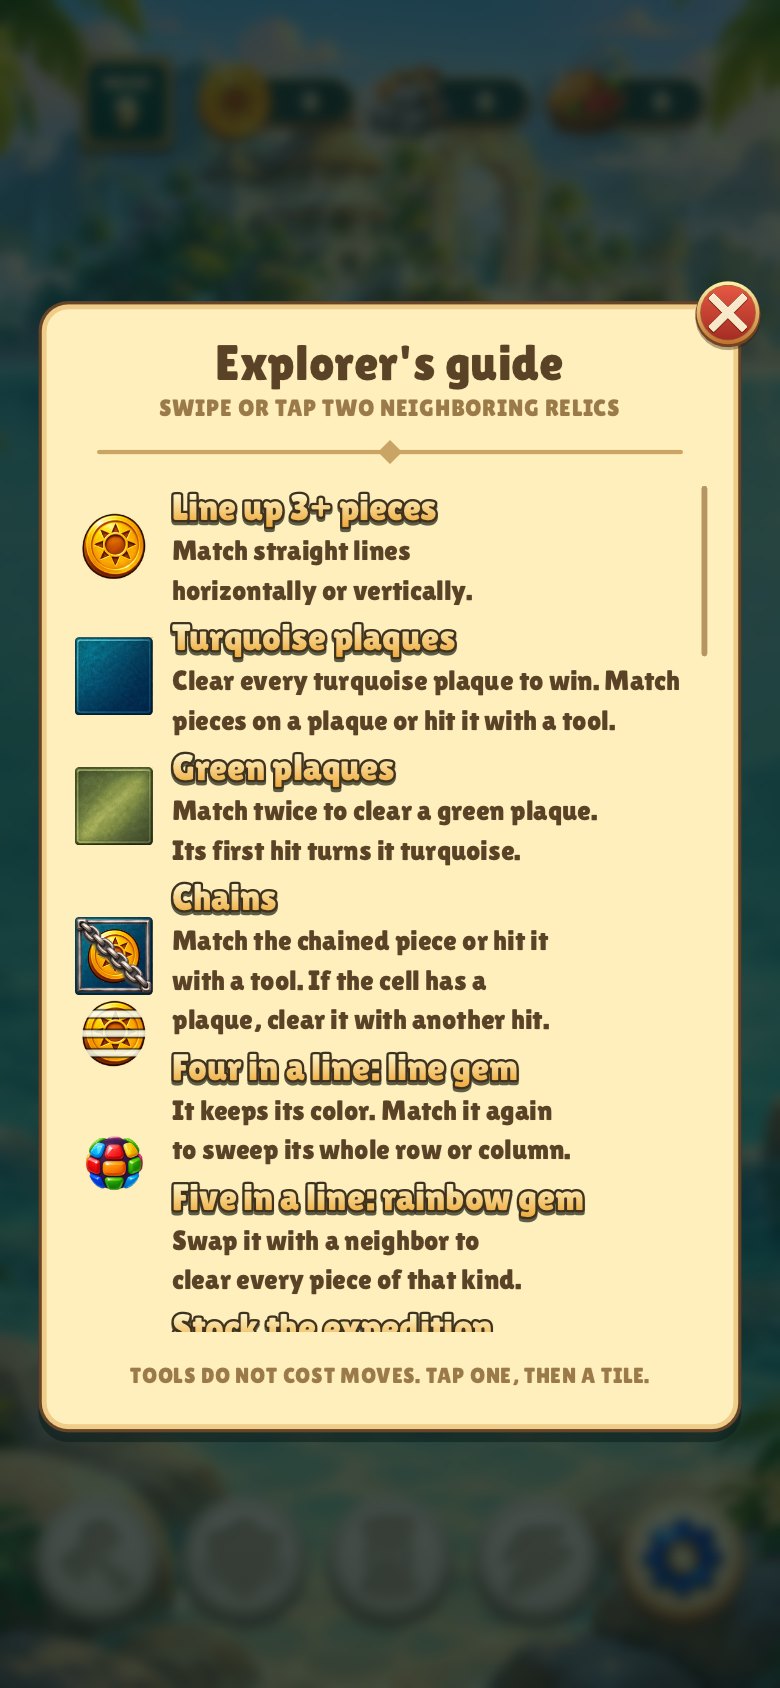 Explorer's guide
SWIPE OR TAP TWO NEIGHBORING RELICS
Line up 3+ pieces
Match straight lines
horizontally or vertically.
Turquoise plaques
Clear every turquoise plaque to win. Match
pieces on a plaque or hit it with a tool.
Green plaques
Match twice to clear a green plaque.
Its first hit turns it turquoise.
Chains
Match the chained piece or hit it
with a tool. If the cell has a
plaque, clear it with another hit.
Four in a line: line gem
It keeps its color. Match it again
to sweep its whole row or column.
Five in a line: rainbow gem
Swap it with a neighbor to
clear every piece of that kind.
Stock the expedition
TOOLS DO NOT COST MOVES. TAP ONE, THEN A TILE.